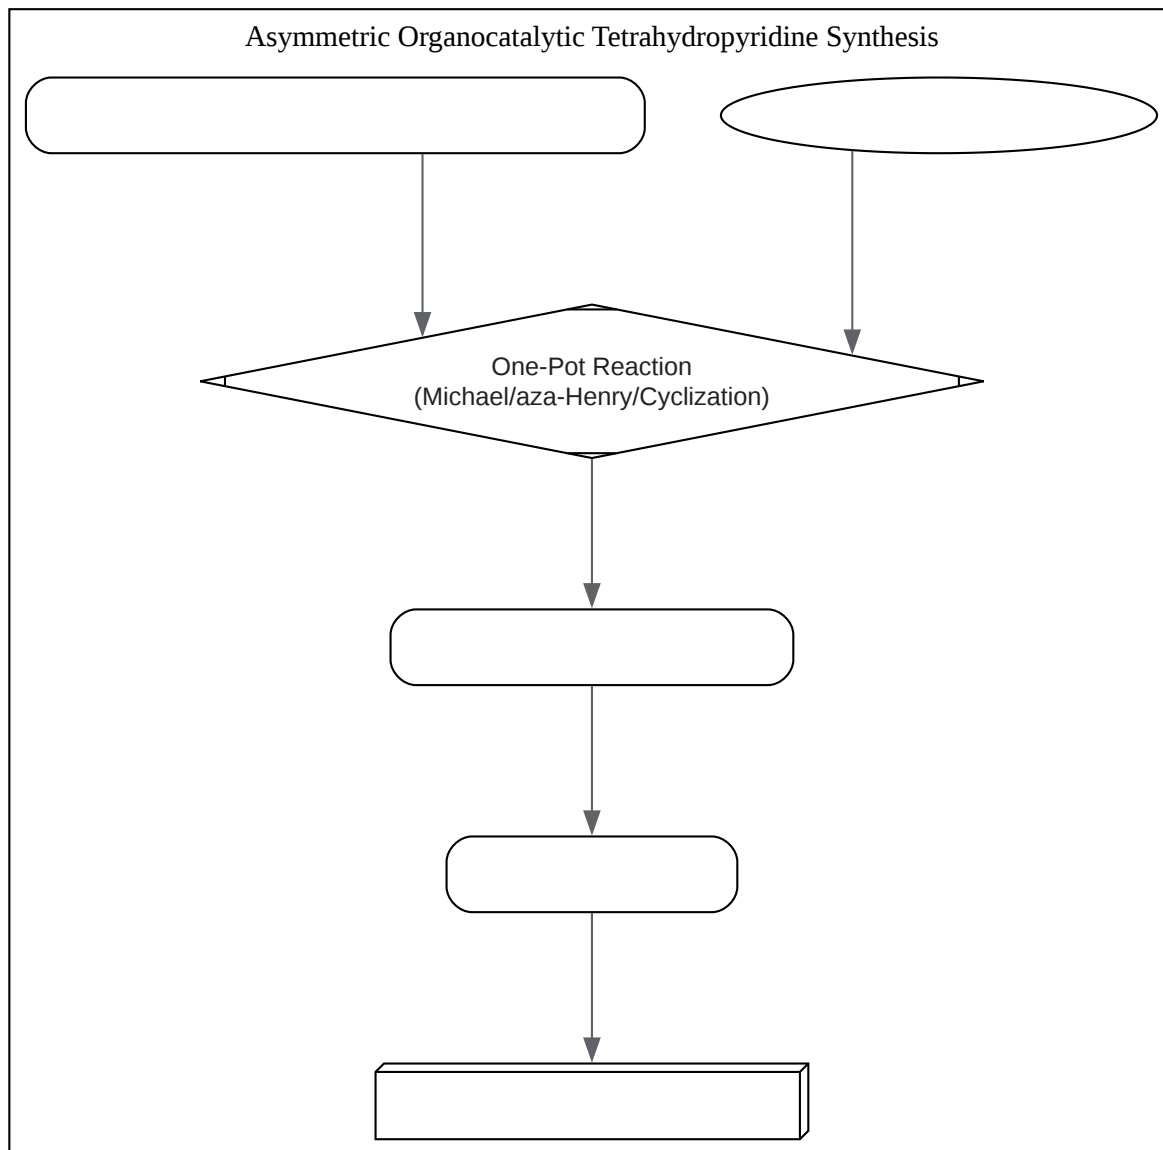 Asymmetric Organocatalytic Tetrahydropyridine Synthesis
One-Pot Reaction
(Michael/aza-Henry/Cyclization)